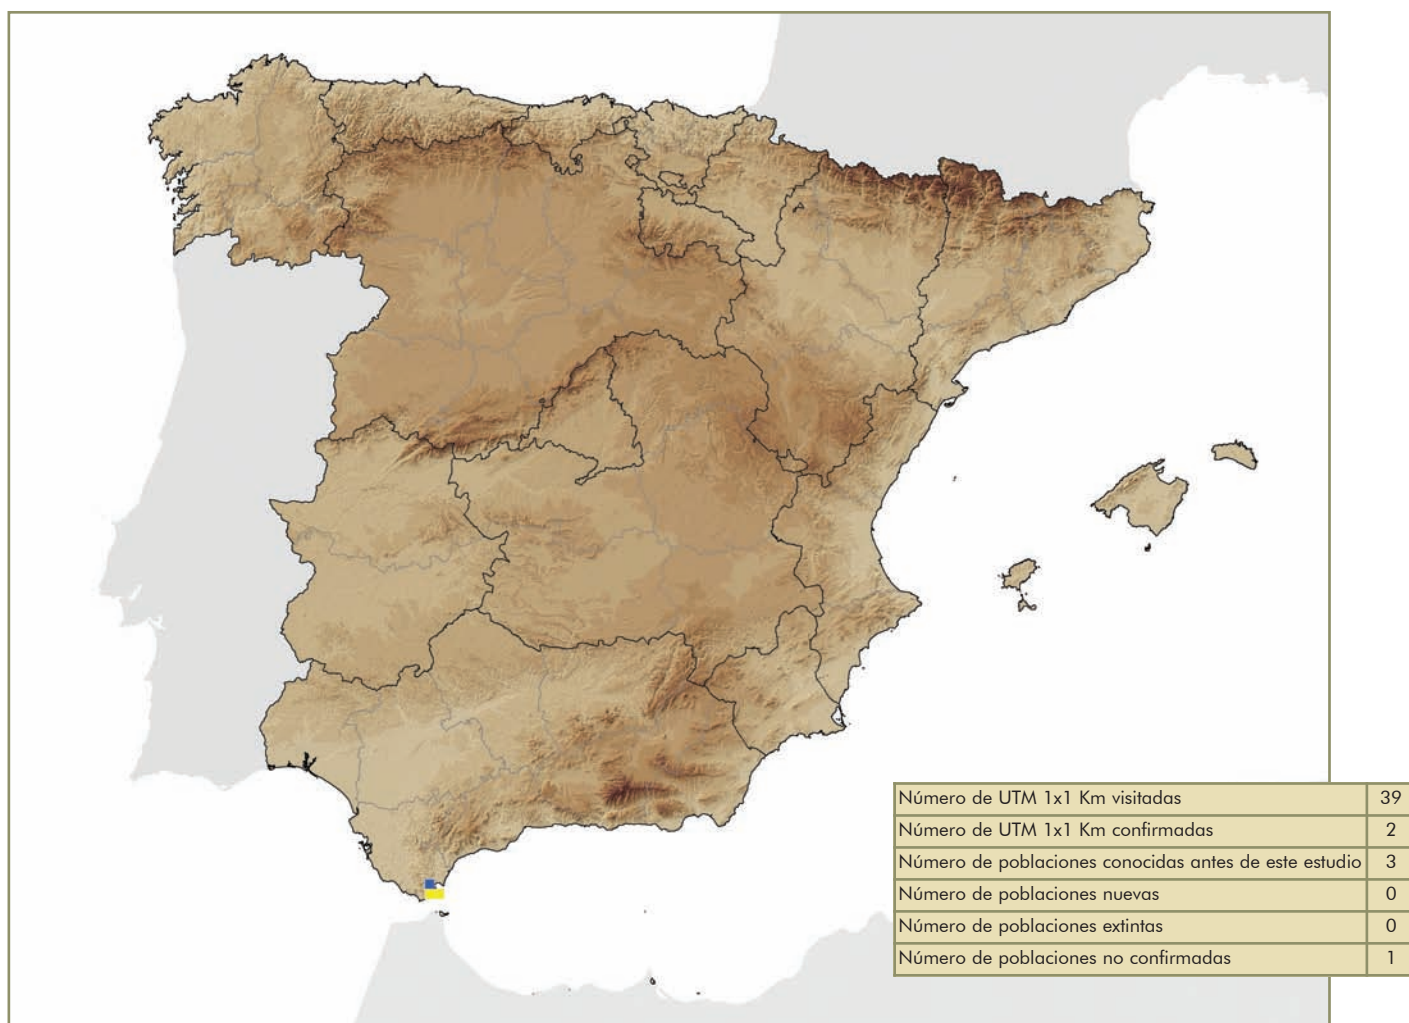 Número de UTM 1x1 Km visitadas 39
Número de UTM 1x1 Km confirmadas 2
Número de poblaciones conocidas antes de este estudio 3
Número de poblaciones nuevas 0
Número de poblaciones extintas 0
Número de poblaciones no confirmadas 1